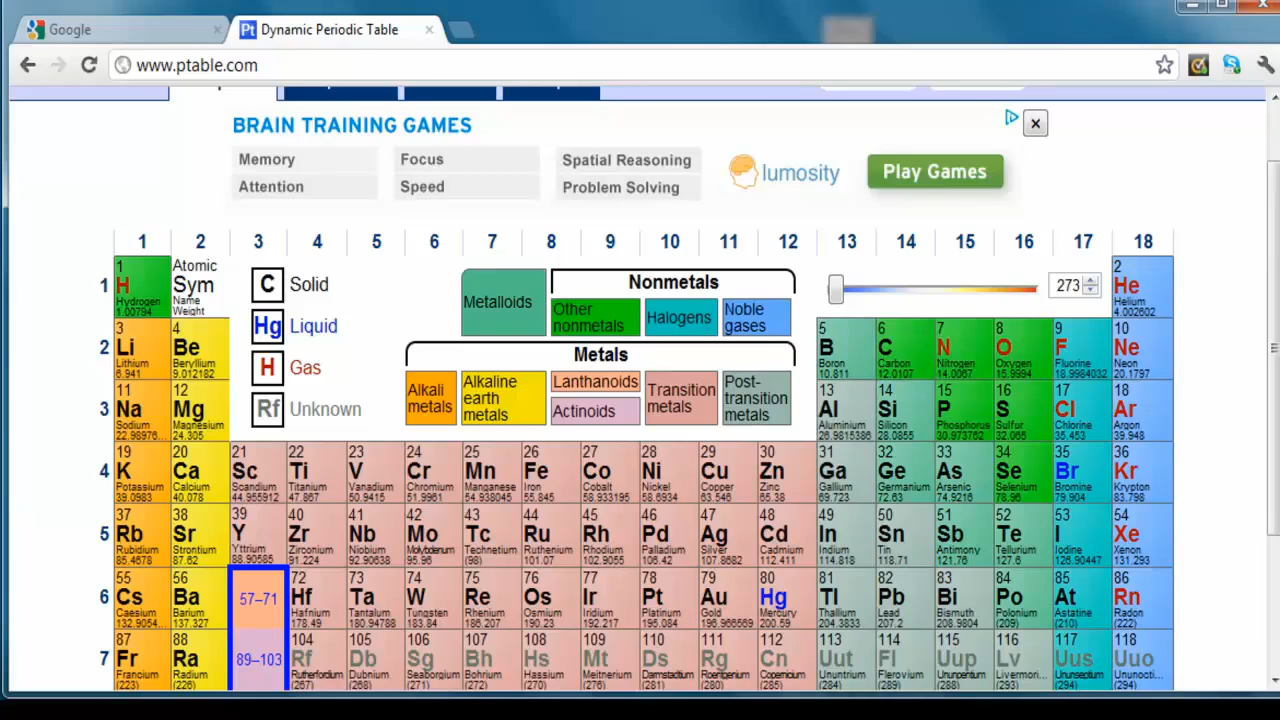 Google
Dynamic Periodic Table
www.ptable.com
BRAIN TRAINING GAMES
Memory Focus Spatial Reasoning
Attention Speed Problem Solving
lumosity
Play Games
1 2 3 4 5 6 7 8 9 10 11 12 13 14 15 16 17 18
1
1 H Hydrogen 1.00794
Atomic Sym Name Weight
C Solid
Hg Liquid
H Gas
Rf Unknown
Metalloids
Nonmetals
Other nonmetals
Halogens
Noble gases
Metals
Alkali metals
Alkaline earth metals
Lanthanoids
Actinoids
Transition metals
Post-transition metals
273
2 He Helium 4.002602
2
3 Li Lithium 6.941
4 Be Beryllium 9.012182
5 B Boron 10.811
6 C Carbon 12.0107
7 N Nitrogen 14.0067
8 O Oxygen 15.9994
9 F Fluorine 18.9984032
10 Ne Neon 20.1797
3
11 Na Sodium 22.98976...
12 Mg Magnesium 24.305
13 Al Aluminium 26.9815386
14 Si Silicon 28.0855
15 P Phosphorus 30.973762
16 S Sulfur 32.065
17 Cl Chlorine 35.453
18 Ar Argon 39.948
4
19 K Potassium 39.0983
20 Ca Calcium 40.078
21 Sc Scandium 44.955912
22 Ti Titanium 47.867
23 V Vanadium 50.9415
24 Cr Chromium 51.9961
25 Mn Manganese 54.938045
26 Fe Iron 55.845
27 Co Cobalt 58.933195
28 Ni Nickel 58.6934
29 Cu Copper 63.546
30 Zn Zinc 65.38
31 Ga Gallium 69.723
32 Ge Germanium 72.63
33 As Arsenic 74.9216
34 Se Selenium 78.96
35 Br Bromine 79.904
36 Kr Krypton 83.798
5
37 Rb Rubidium 85.4678
38 Sr Strontium 87.62
39 Y Yttrium 88.90585
40 Zr Zirconium 91.224
41 Nb Niobium 92.90638
42 Mo Molybdenum 95.96
43 Tc Technetium (98)
44 Ru Ruthenium 101.07
45 Rh Rhodium 102.9055
46 Pd Palladium 106.42
47 Ag Silver 107.8682
48 Cd Cadmium 112.411
49 In Indium 114.818
50 Sn Tin 118.71
51 Sb Antimony 121.76
52 Te Tellurium 127.6
53 I Iodine 126.90447
54 Xe Xenon 131.293
6
55 Cs Caesium 132.9054...
56 Ba Barium 137.327
57–71
72 Hf Hafnium 178.49
73 Ta Tantalum 180.94788
74 W Tungsten 183.84
75 Re Rhenium 186.207
76 Os Osmium 190.23
77 Ir Iridium 192.217
78 Pt Platinum 195.084
79 Au Gold 196.966569
80 Hg Mercury 200.59
81 Tl Thallium 204.3833
82 Pb Lead 207.2
83 Bi Bismuth 208.9804
84 Po Polonium (209)
85 At Astatine (210)
86 Rn Radon (222)
7
87 Fr Francium (223)
88 Ra Radium (226)
89–103
104 Rf Rutherfordium (267)
105 Db Dubnium (268)
106 Sg Seaborgium (271)
107 Bh Bohrium (272)
108 Hs Hassium (270)
109 Mt Meitnerium (276)
110 Ds Darmstadtium (281)
111 Rg Roentgenium (280)
112 Cn Copernicium (285)
113 Uut Ununtrium (284)
114 Fl Flerovium (289)
115 Uup Ununpentium (288)
116 Lv Livermori... (293)
117 Uus Ununseptium (294)
118 Uuo Ununocti... (294)